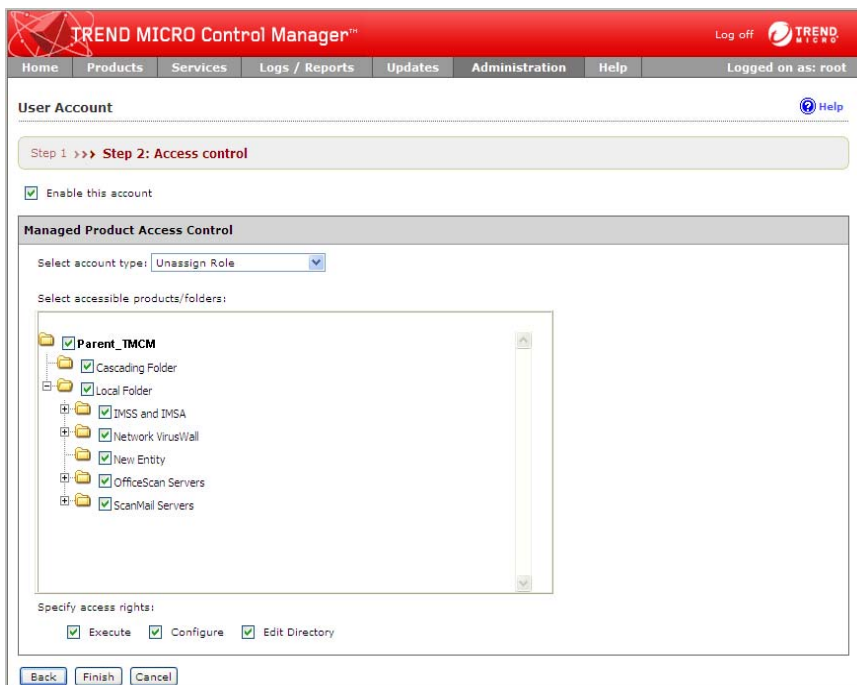 TREND MICRO Control Manager™
Log off
TREND MICRO
Home Products Services Logs / Reports Updates Administration Help Logged on as: root
User Account
Help
Step 1 >>> Step 2: Access control
Enable this account
Managed Product Access Control
Select account type: Unassign Role
Select accessible products/folders:
Parent_TMCM
Cascading Folder
Local Folder
IMSS and IMSA
Network VirusWall
New Entity
OfficeScan Servers
ScanMail Servers
Specify access rights:
Execute Configure Edit Directory
Back Finish Cancel